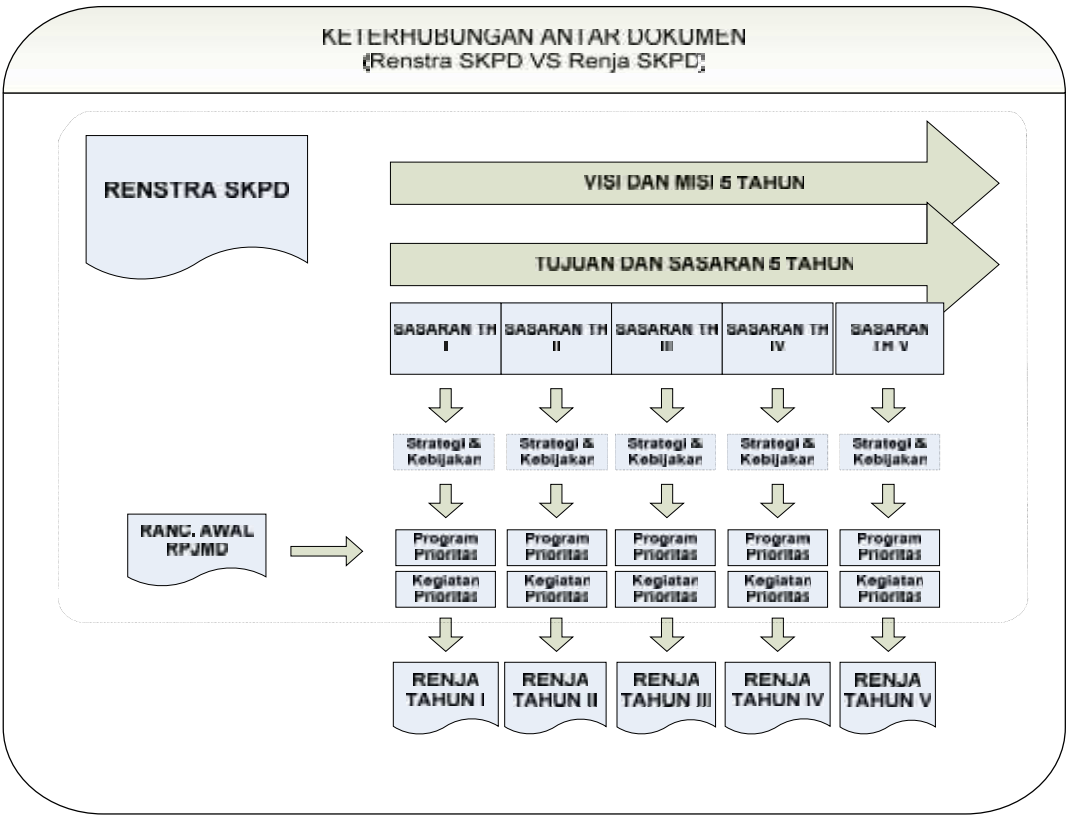 KETERHUBUNGAN ANTAR DOKUMEN
(Renstra SKPD VS Renja SKPD)
RENSTRA SKPD
VISI DAN MISI 5 TAHUN
TUJUAN DAN SASARAN 5 TAHUN
SASARAN TH
I
SASARAN TH
II
SASARAN TH
III
SASARAN TH
IV
SASARAN
TH V
Strategi &
Kebijakan
Strategi &
Kebijakan
Strategi &
Kebijakan
Strategi &
Kebijakan
Strategi &
Kebijakan
RANC. AWAL
RPJMD
Program
Prioritas
Program
Prioritas
Program
Prioritas
Program
Prioritas
Program
Prioritas
Kegiatan
Prioritas
Kegiatan
Prioritas
Kegiatan
Prioritas
Kegiatan
Prioritas
Kegiatan
Prioritas
RENJA
TAHUN I
RENJA
TAHUN II
RENJA
TAHUN III
RENJA
TAHUN IV
RENJA
TAHUN V